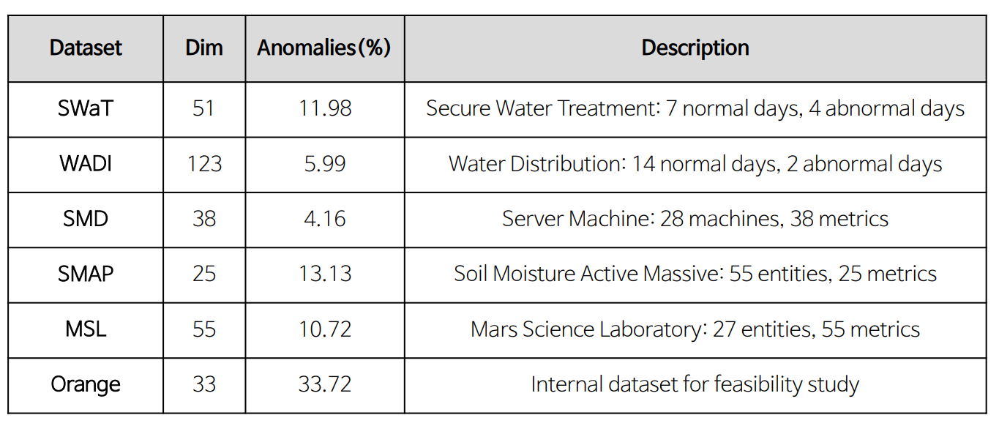 Dataset Dim Anomalies(%) Description
SWaT 51 11.98 Secure Water Treatment: 7 normal days, 4 abnormal days
WADI 123 5.99 Water Distribution: 14 normal days, 2 abnormal days
SMD 38 4.16 Server Machine: 28 machines, 38 metrics
SMAP 25 13.13 Soil Moisture Active Massive: 55 entities, 25 metrics
MSL 55 10.72 Mars Science Laboratory: 27 entities, 55 metrics
Orange 33 33.72 Internal dataset for feasibility study